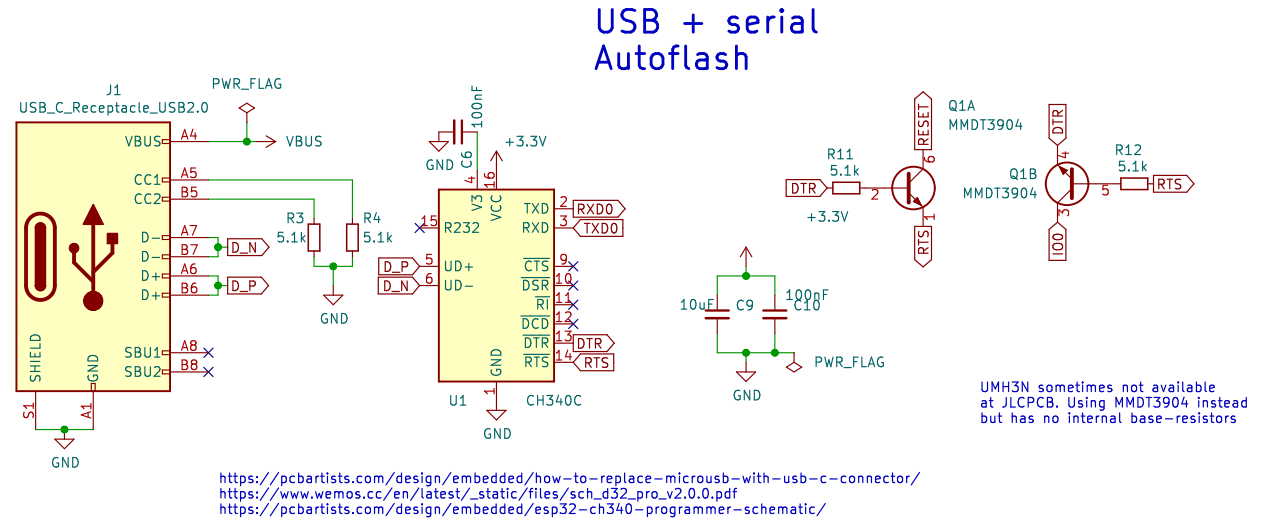 USB + serial
Autoflash
J1
USB_C_Receptacle_USB2.0
PWR_FLAG
VBUS
A4
VBUS
CC1
A5
CC2
B5
D-
A7
D-
B7
D_N
D+
A6
D+
B6
D_P
SBU1
A8
SBU2
B8
SHIELD
GND
S1
A1
GND
R3
5.1k
R4
5.1k
GND
100nF
C6
GND
+3.3V
4
16
V3
VCC
15
R232
TXD
2
RXD0
RXD
3
TXD0
D_P
5
UD+
D_N
6
UD-
CTS
9
DSR
10
RI
11
DCD
12
DTR
13
DTR
RTS
14
RTS
GND
1
U1
CH340C
GND
RESET
6
Q1A
MMDT3904
R11
5.1k
DTR
2
1
RTS
DTR
4
Q1B
MMDT3904
R12
5.1k
5
RTS
3
IO0
+3.3V
10uF
C9
100nF
C10
PWR_FLAG
GND
UMH3N sometimes not available
at JLCPCB. Using MMDT3904 instead
but has no internal base-resistors
https://pcbartists.com/design/embedded/how-to-replace-microusb-with-usb-c-connector/
https://www.wemos.cc/en/latest/_static/files/sch_d32_pro_v2.0.0.pdf
https://pcbartists.com/design/embedded/esp32-ch340-programmer-schematic/